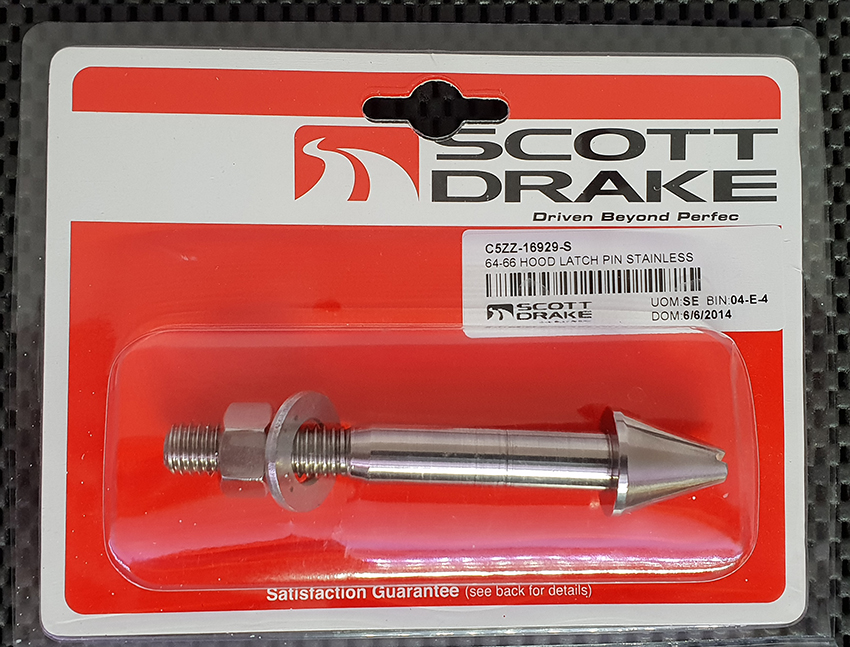 SCOTT
DRAKE
Driven Beyond Perfec
C5ZZ-16929-S
64-66 HOOD LATCH PIN STAINLESS
SCOTT
DRAKE
UOM:SE BIN:04-E-4
DOM:6/6/2014
Satisfaction Guarantee (see back for details)